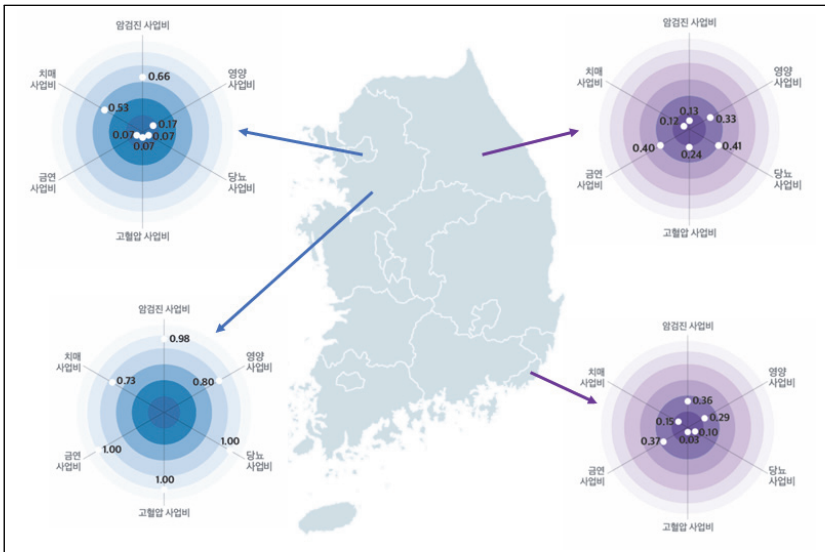 암검진 사업비
0.66
치매
사업비
영양
사업비
0.53
0.17
0.07
0.07
0.07
금연
사업비
당뇨
사업비
고혈압 사업비
암검진 사업비
0.13
치매
사업비
영양
사업비
0.12
0.33
0.40
0.41
0.24
금연
사업비
당뇨
사업비
고혈압 사업비
암검진 사업비
0.98
치매
사업비
영양
사업비
0.73
0.80
1.00
1.00
금연
사업비
당뇨
사업비
1.00
고혈압 사업비
암검진 사업비
0.36
치매
사업비
영양
사업비
0.15
0.29
0.10
0.37
0.03
금연
사업비
당뇨
사업비
고혈압 사업비